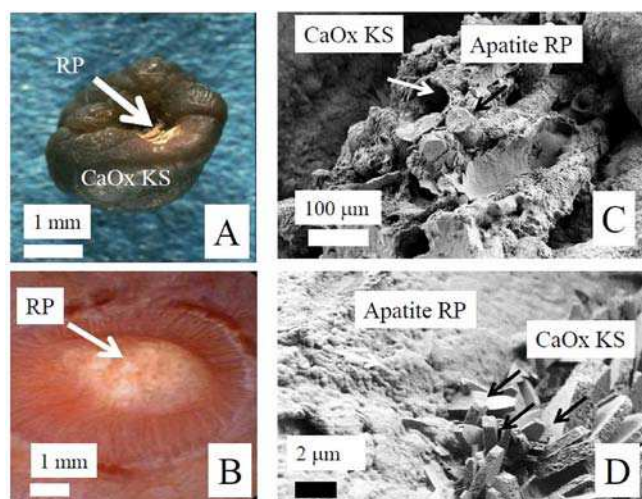 RP
CaOx KS
1 mm
A
CaOx KS
Apatite RP
100 µm
C
RP
1 mm
B
Apatite RP
CaOx KS
2 µm
D